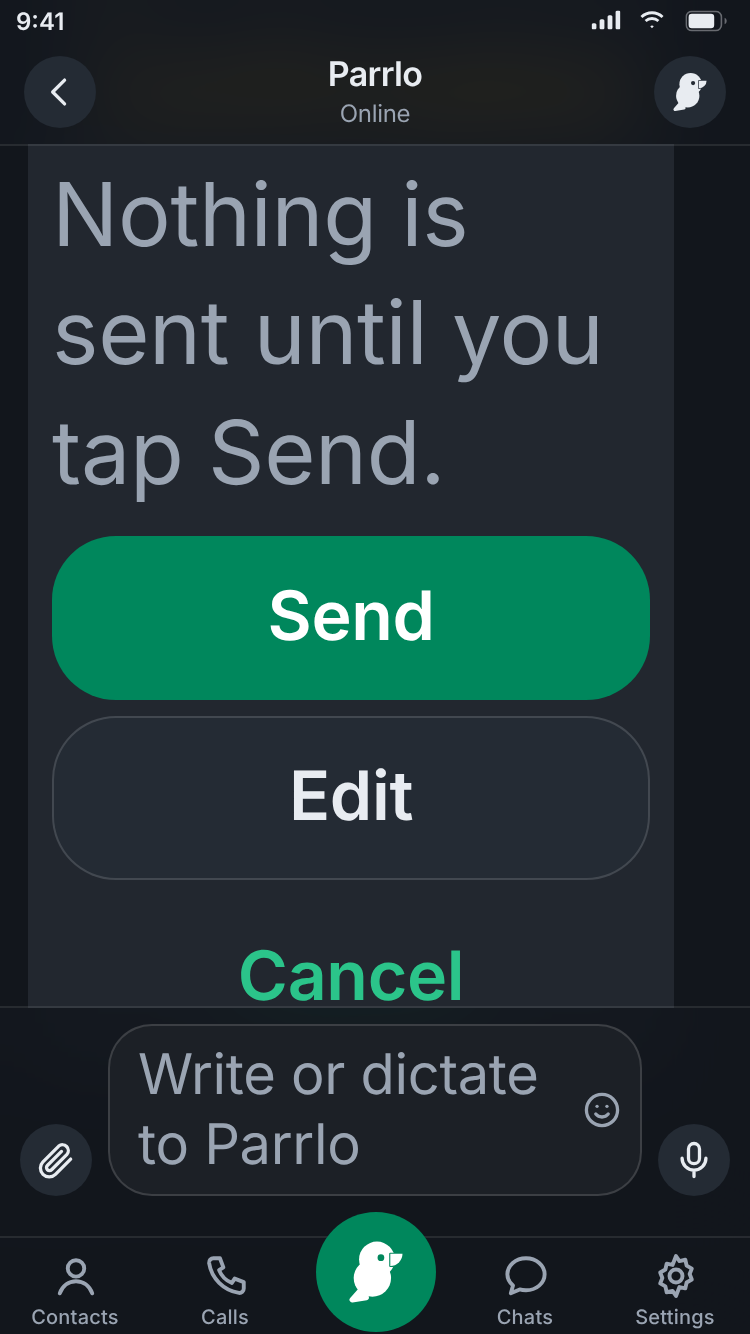 9:41
Parrlo
Online
Nothing is
sent until you
tap Send.
Send
Edit
Cancel
Write or dictate
to Parrlo
Contacts
Calls
Chats
Settings